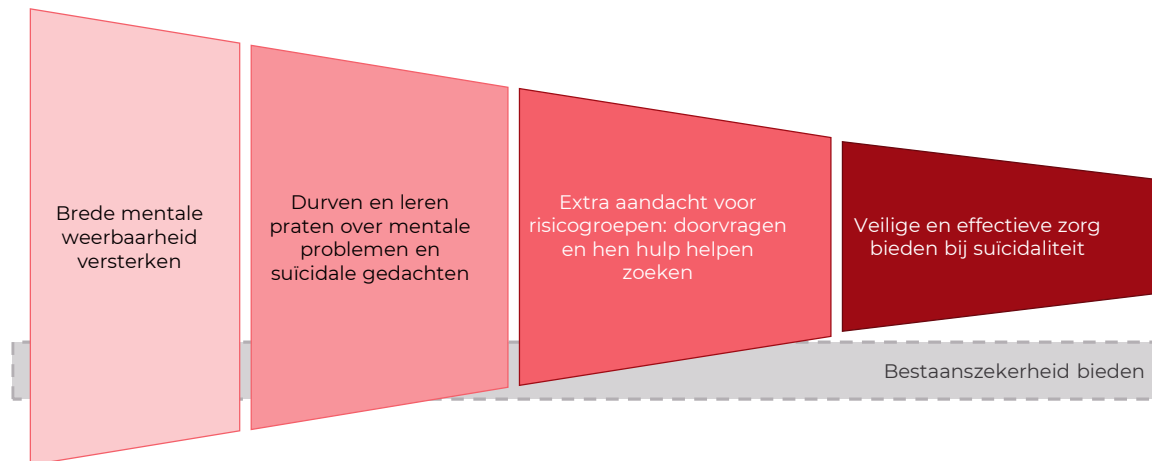 Brede mentale
weerbaarheid
versterken
Durven en leren
praten over mentale
problemen en
suïcidale gedachten
Extra aandacht voor
risicogroepen: doorvragen
en hen hulp helpen
zoeken
Veilige en effectieve zorg
bieden bij suïcidaliteit
Bestaanszekerheid bieden